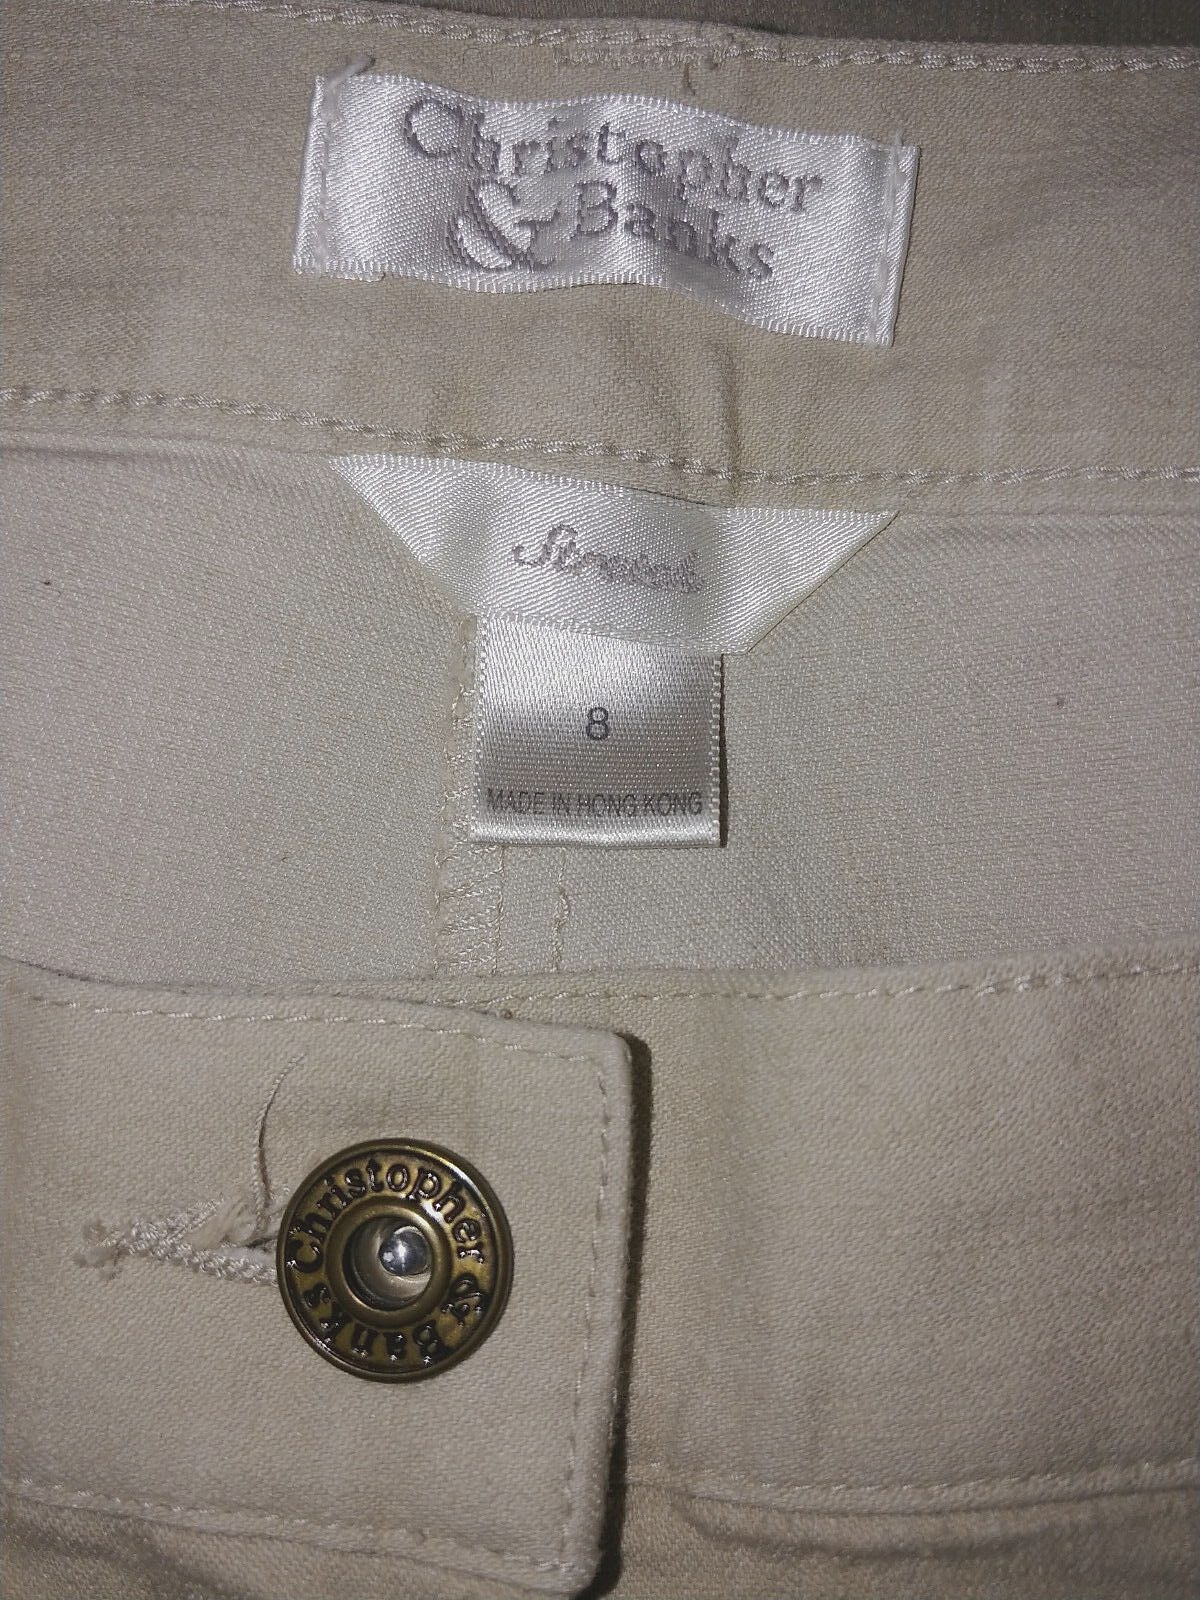 Christopher
& Banks
Stretch
8
MADE IN HONG KONG
Christopher & Banks